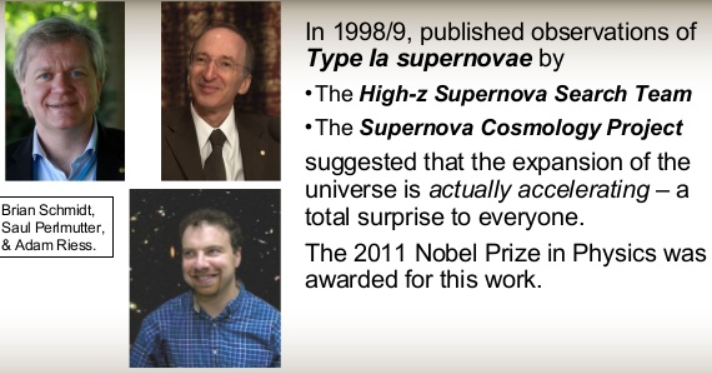 In 1998/9, published observations of
Type Ia supernovae by
•The High-z Supernova Search Team
•The Supernova Cosmology Project
suggested that the expansion of the
universe is actually accelerating – a
total surprise to everyone.
The 2011 Nobel Prize in Physics was
awarded for this work.
Brian Schmidt,
Saul Perlmutter,
& Adam Riess.